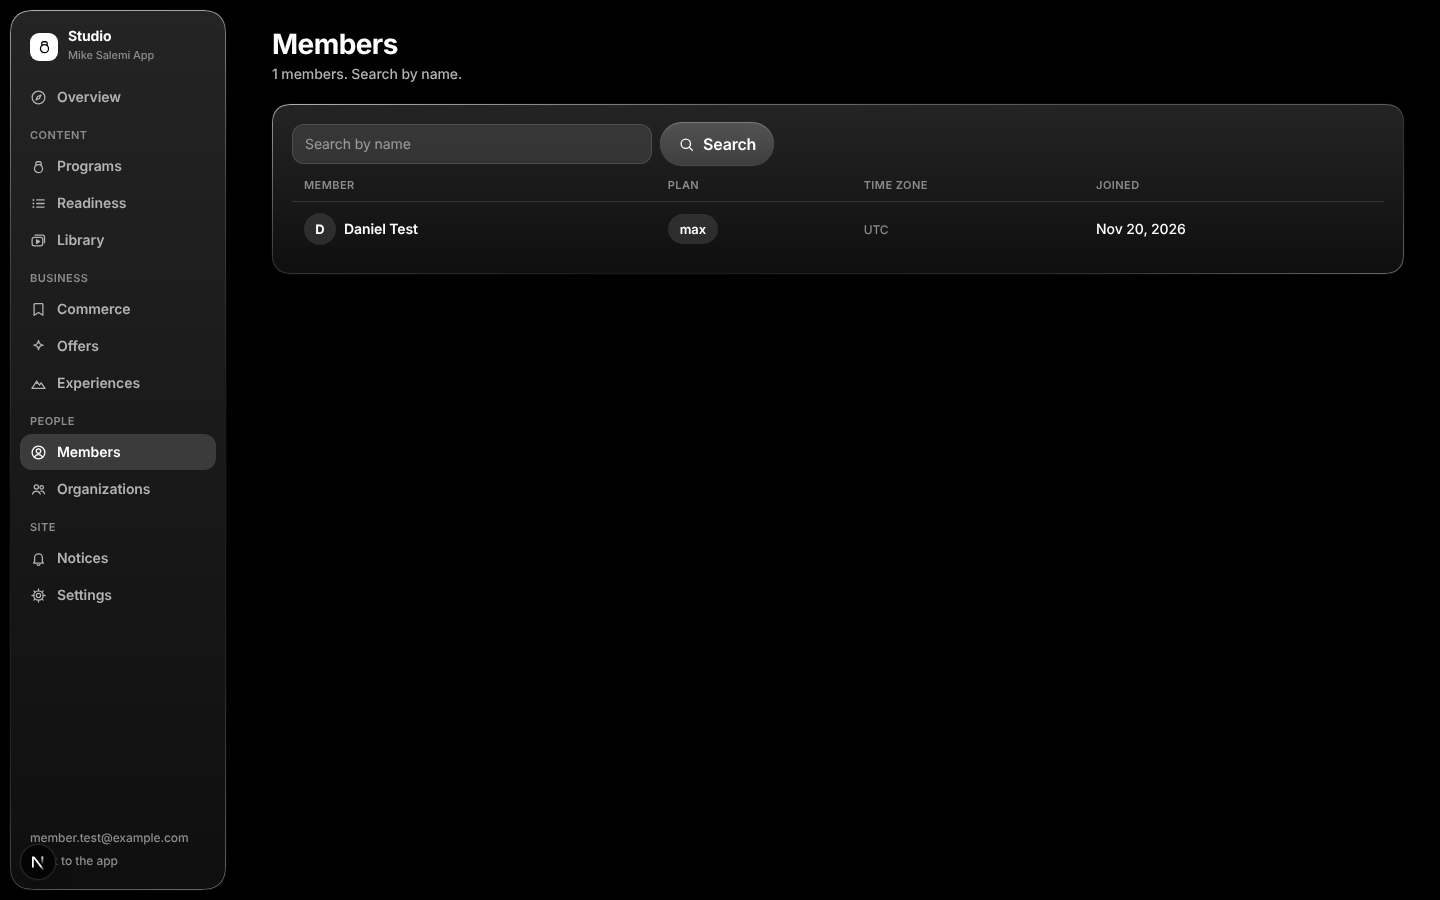 Studio
Mike Salemi App
Overview
CONTENT
Programs
Readiness
Library
BUSINESS
Commerce
Offers
Experiences
PEOPLE
Members
Organizations
SITE
Notices
Settings
member.test@example.com
to the app
N
Members
1 members. Search by name.
Search by name
Search
MEMBER PLAN TIME ZONE JOINED
D Daniel Test max UTC Nov 20, 2026